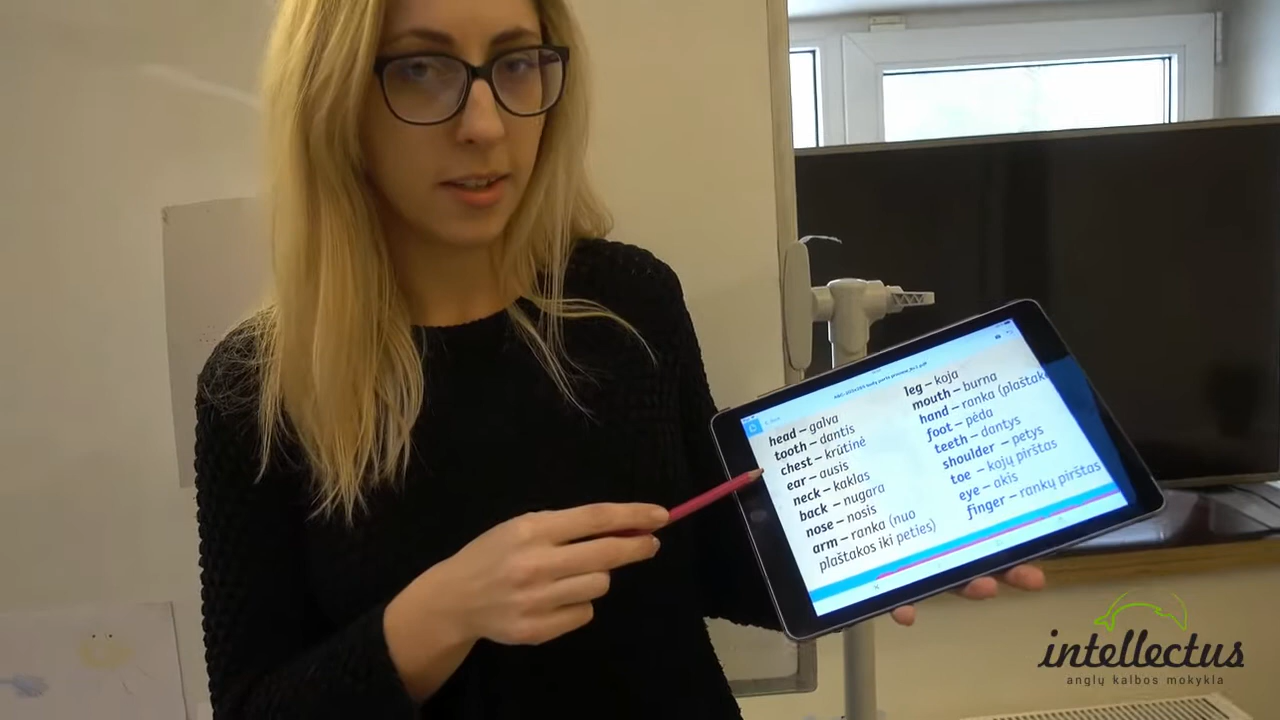 head – galva
tooth – dantis
chest – krūtinė
ear – ausis
neck – kaklas
back – nugara
nose – nosis
arm – ranka (nuo
plaštakos iki peties)
leg – koja
mouth – burna
hand – ranka (plaštak
foot – pėda
teeth – dantys
shoulder – petys
toe – kojų pirštas
eye – akis
finger – rankų pirštas
intellectus
anglų kalbos mokykla